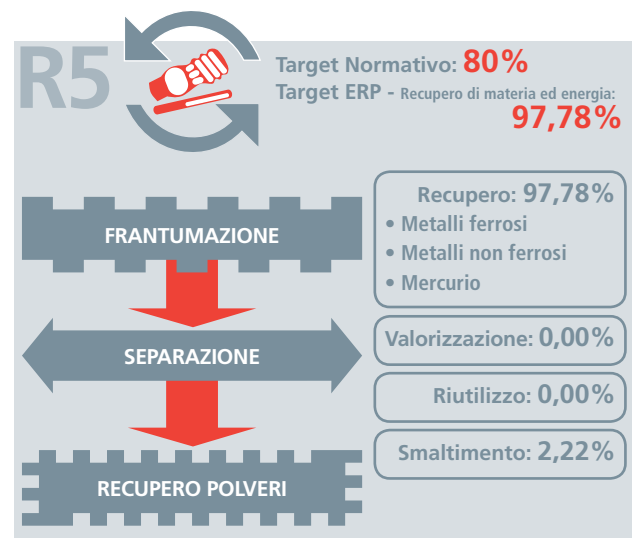 R5
Target Normativo: 80%
Target ERP - Recupero di materia ed energia:
97,78%
FRANTUMAZIONE
SEPARAZIONE
RECUPERO POLVERI
Recupero: 97,78%
• Metalli ferrosi
• Metalli non ferrosi
• Mercurio
Valorizzazione: 0,00%
Riutilizzo: 0,00%
Smaltimento: 2,22%